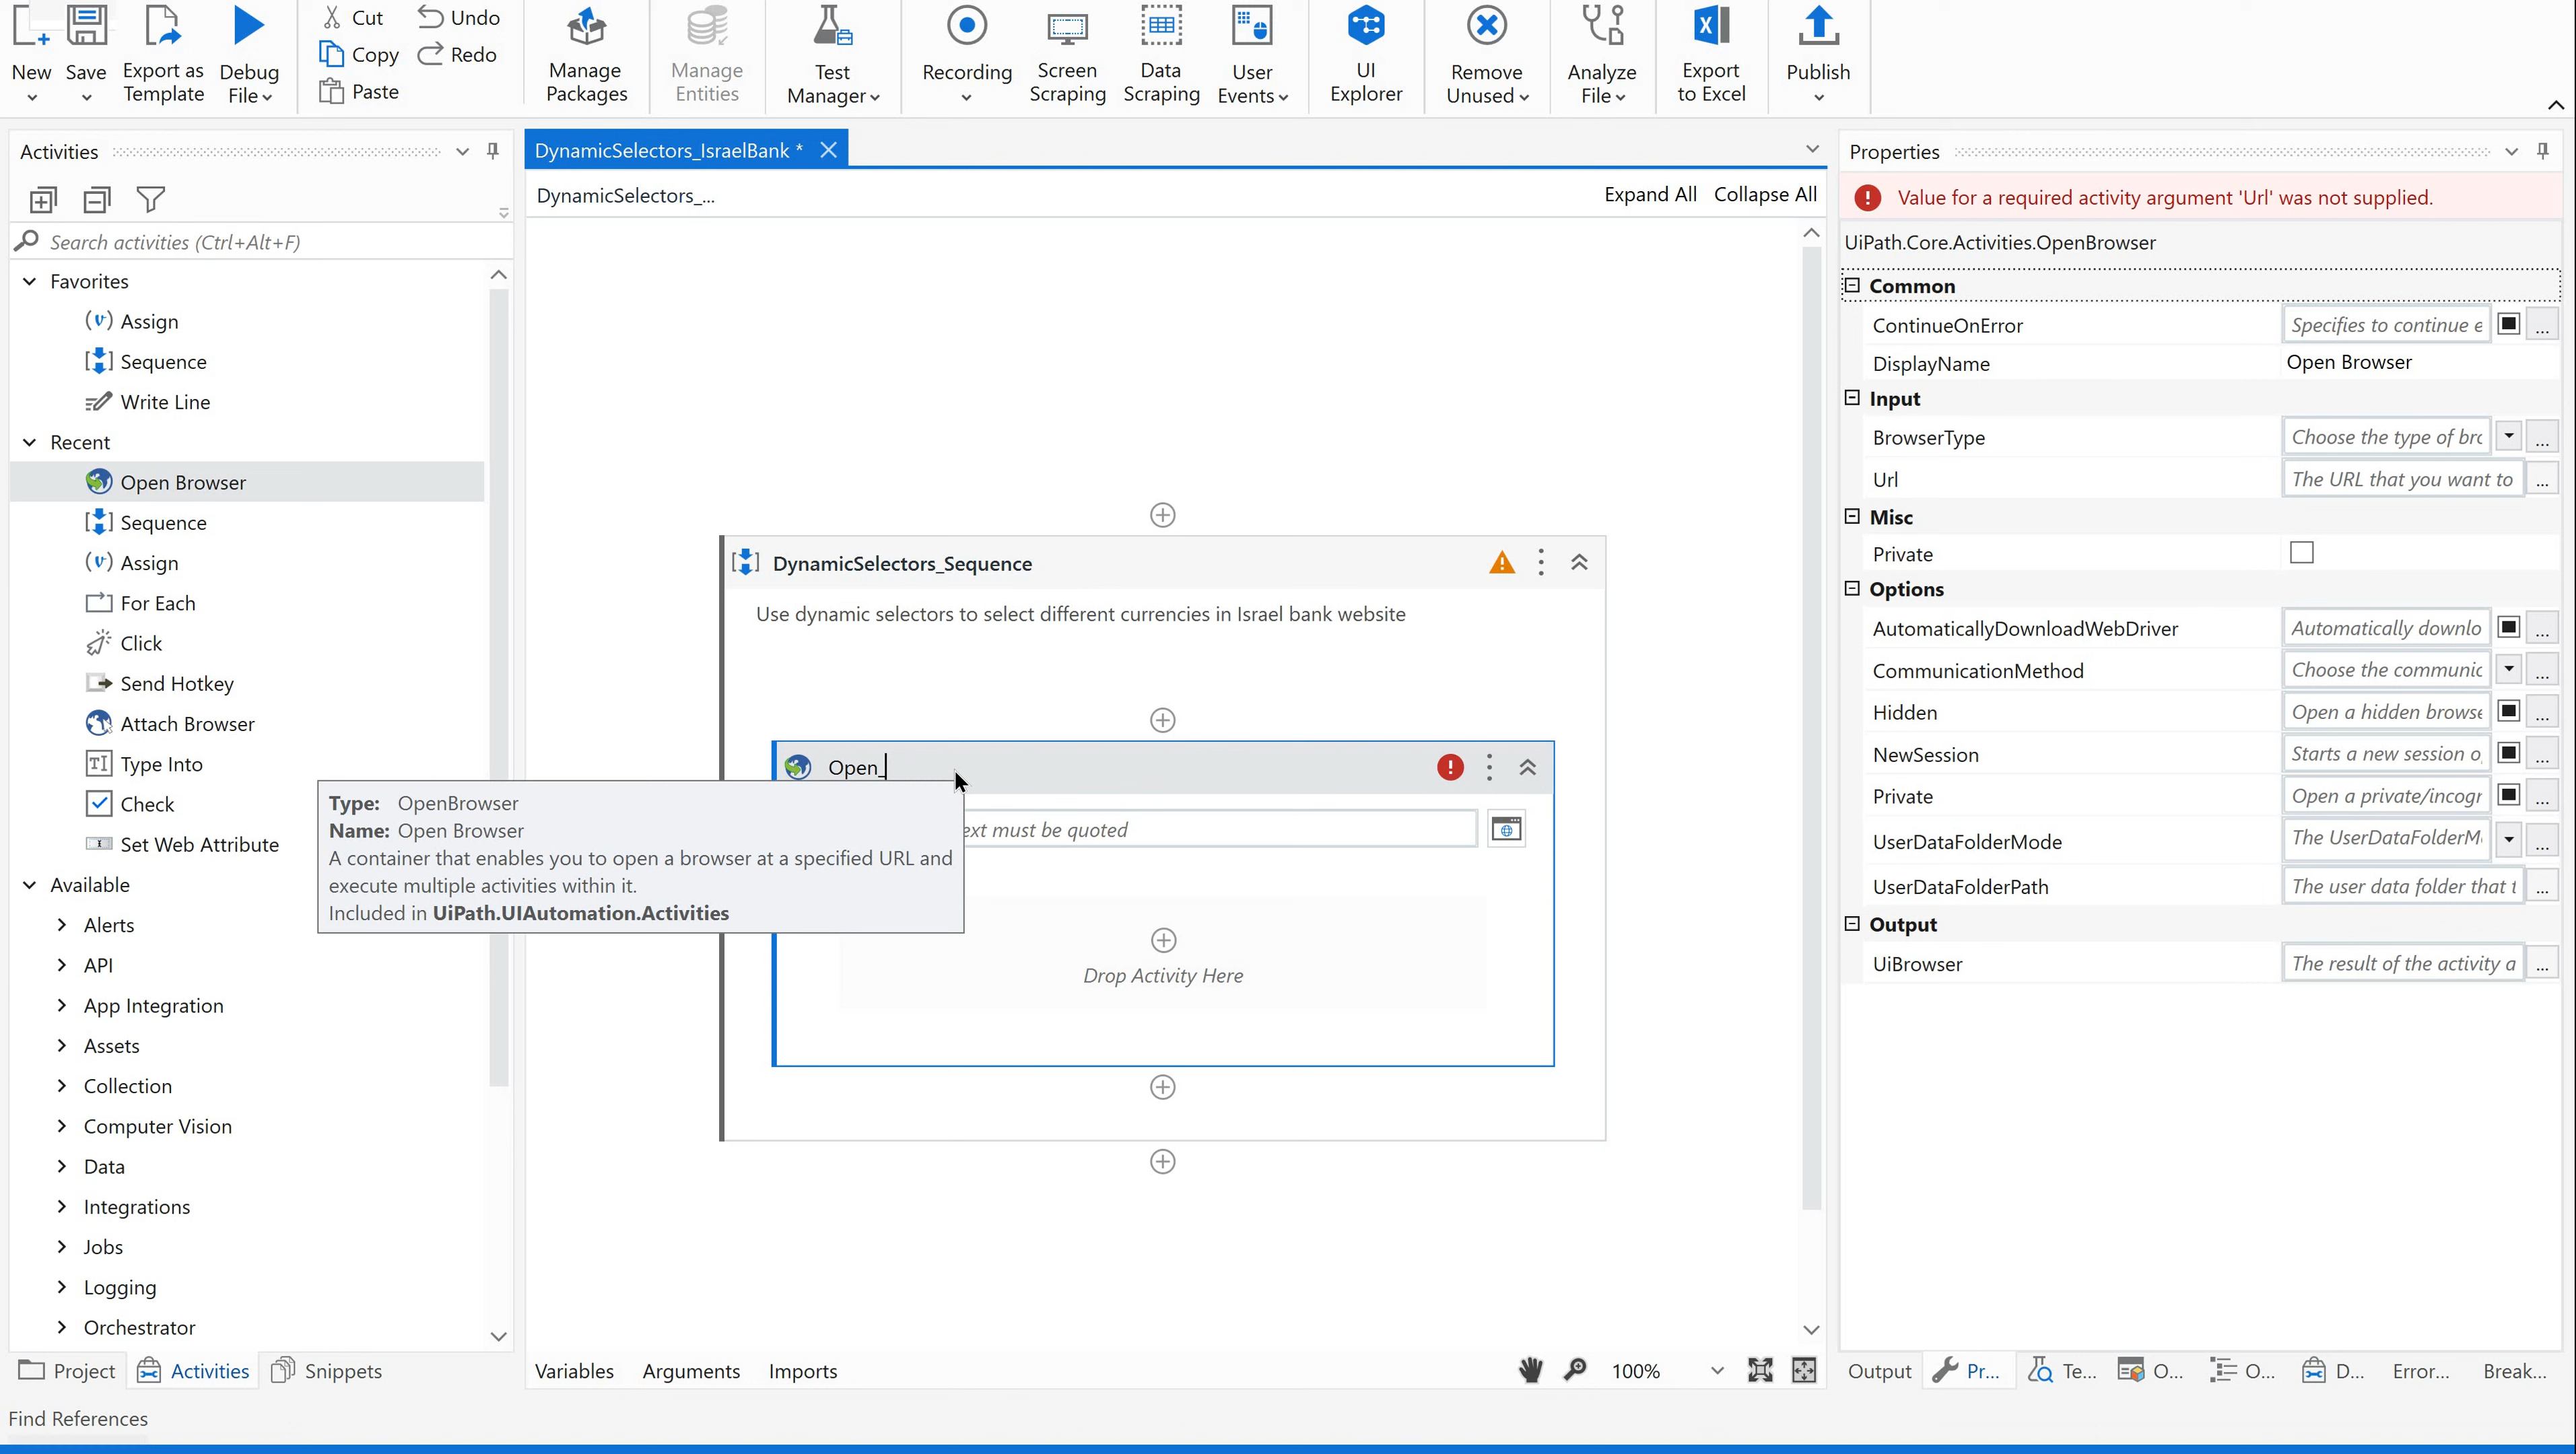 New
Save
Export as
Template
Debug
File
Cut
Copy
Paste
Undo
Redo
Manage
Packages
Manage
Entities
Test
Manager
Recording
Screen
Scraping
Data
Scraping
User
Events
UI
Explorer
Remove
Unused
Analyze
File
Export
to Excel
Publish
Activities
Search activities (Ctrl+Alt+F)
Favorites
Assign
Sequence
Write Line
Recent
Open Browser
Sequence
Assign
For Each
Click
Send Hotkey
Attach Browser
Type Into
Check
Set Web Attribute
Available
Alerts
API
App Integration
Assets
Collection
Computer Vision
Data
Integrations
Jobs
Logging
Orchestrator
Project
Activities
Snippets
Find References
DynamicSelectors_IsraelBank *
DynamicSelectors_...
Expand All
Collapse All
DynamicSelectors_Sequence
Use dynamic selectors to select different currencies in Israel bank website
Open_
ext must be quoted
Drop Activity Here
Type: OpenBrowser
Name: Open Browser
A container that enables you to open a browser at a specified URL and
execute multiple activities within it.
Included in UiPath.UIAutomation.Activities
Variables
Arguments
Imports
100%
Properties
Value for a required activity argument 'Url' was not supplied.
UiPath.Core.Activities.OpenBrowser
Common
ContinueOnError
Specifies to continue e
...
DisplayName
Open Browser
Input
BrowserType
Choose the type of brc
...
Url
The URL that you want to
...
Misc
Private
Options
AutomaticallyDownloadWebDriver
Automatically downlo
...
CommunicationMethod
Choose the communic
...
Hidden
Open a hidden browse
...
NewSession
Starts a new session o
...
Private
Open a private/incogr
...
UserDataFolderMode
The UserDataFolderM
...
UserDataFolderPath
The user data folder that t
...
Output
UiBrowser
The result of the activity a
...
Output
Pr...
Te...
O...
O...
D...
Error...
Break...